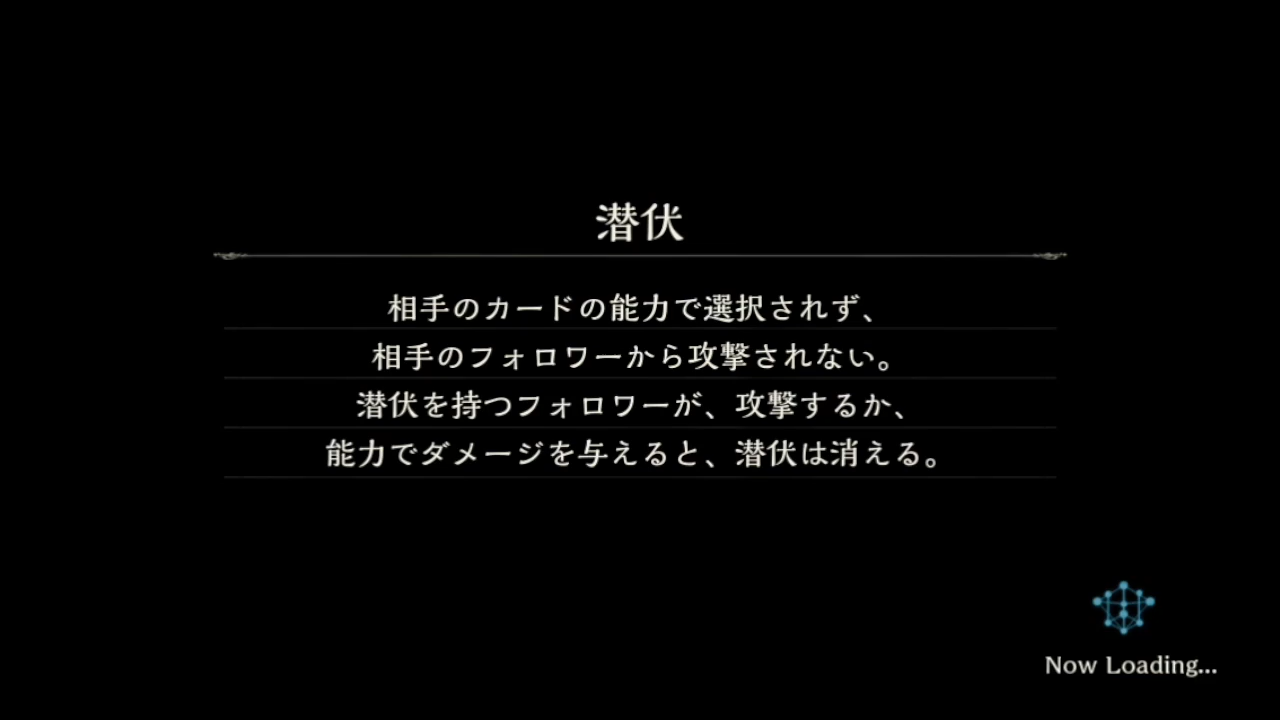 潜伏
相手のカードの能力で選択されず、
相手のフォロワーから攻撃されない。
潜伏を持つフォロワーが、攻撃するか、
能力でダメージを与えると、潜伏は消える。
Now Loading...